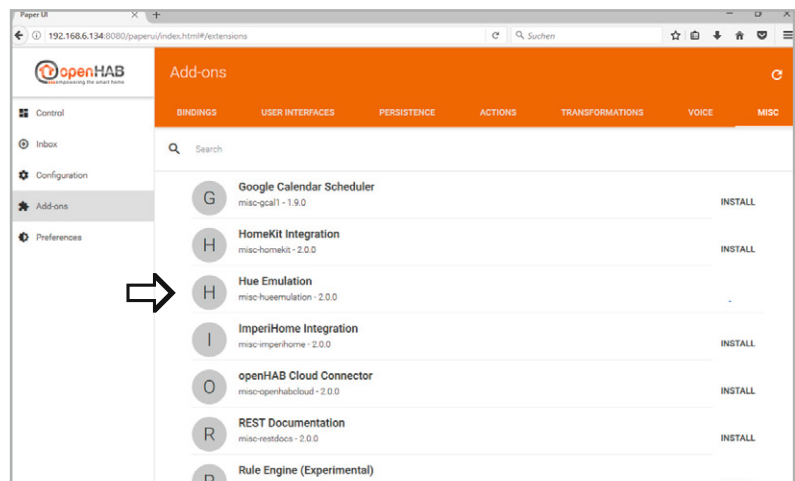 Paper UI
192.168.6.134:8080/paperui/index.html#/extensions
Suchen
openHAB
empowering the smart home
Add-ons
Control
Inbox
Configuration
Add-ons
Preferences
BINDINGS USER INTERFACES PERSISTENCE ACTIONS TRANSFORMATIONS VOICE MISC
Search
G
Google Calendar Scheduler
misc-gcal1 - 1.9.0
INSTALL
H
HomeKit Integration
misc-homekit - 2.0.0
INSTALL
H
Hue Emulation
misc-hueemulation - 2.0.0
I
ImperiHome Integration
misc-imperihome - 2.0.0
INSTALL
O
openHAB Cloud Connector
misc-openhabcloud - 2.0.0
INSTALL
R
REST Documentation
misc-restdocs - 2.0.0
INSTALL
R
Rule Engine (Experimental)